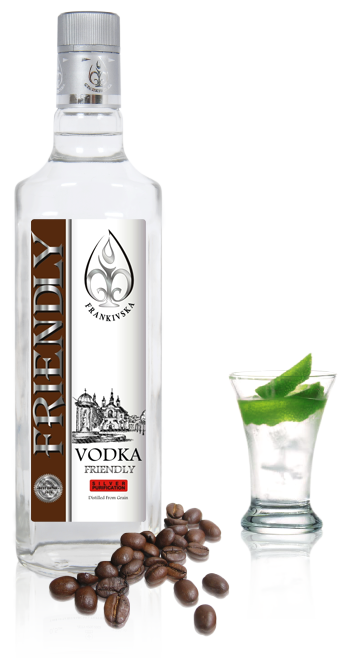 FRIENDLY
FRANKIVSKA
VODKA
FRIENDLY
SILVER
PURIFICATION
Distilled From Grain